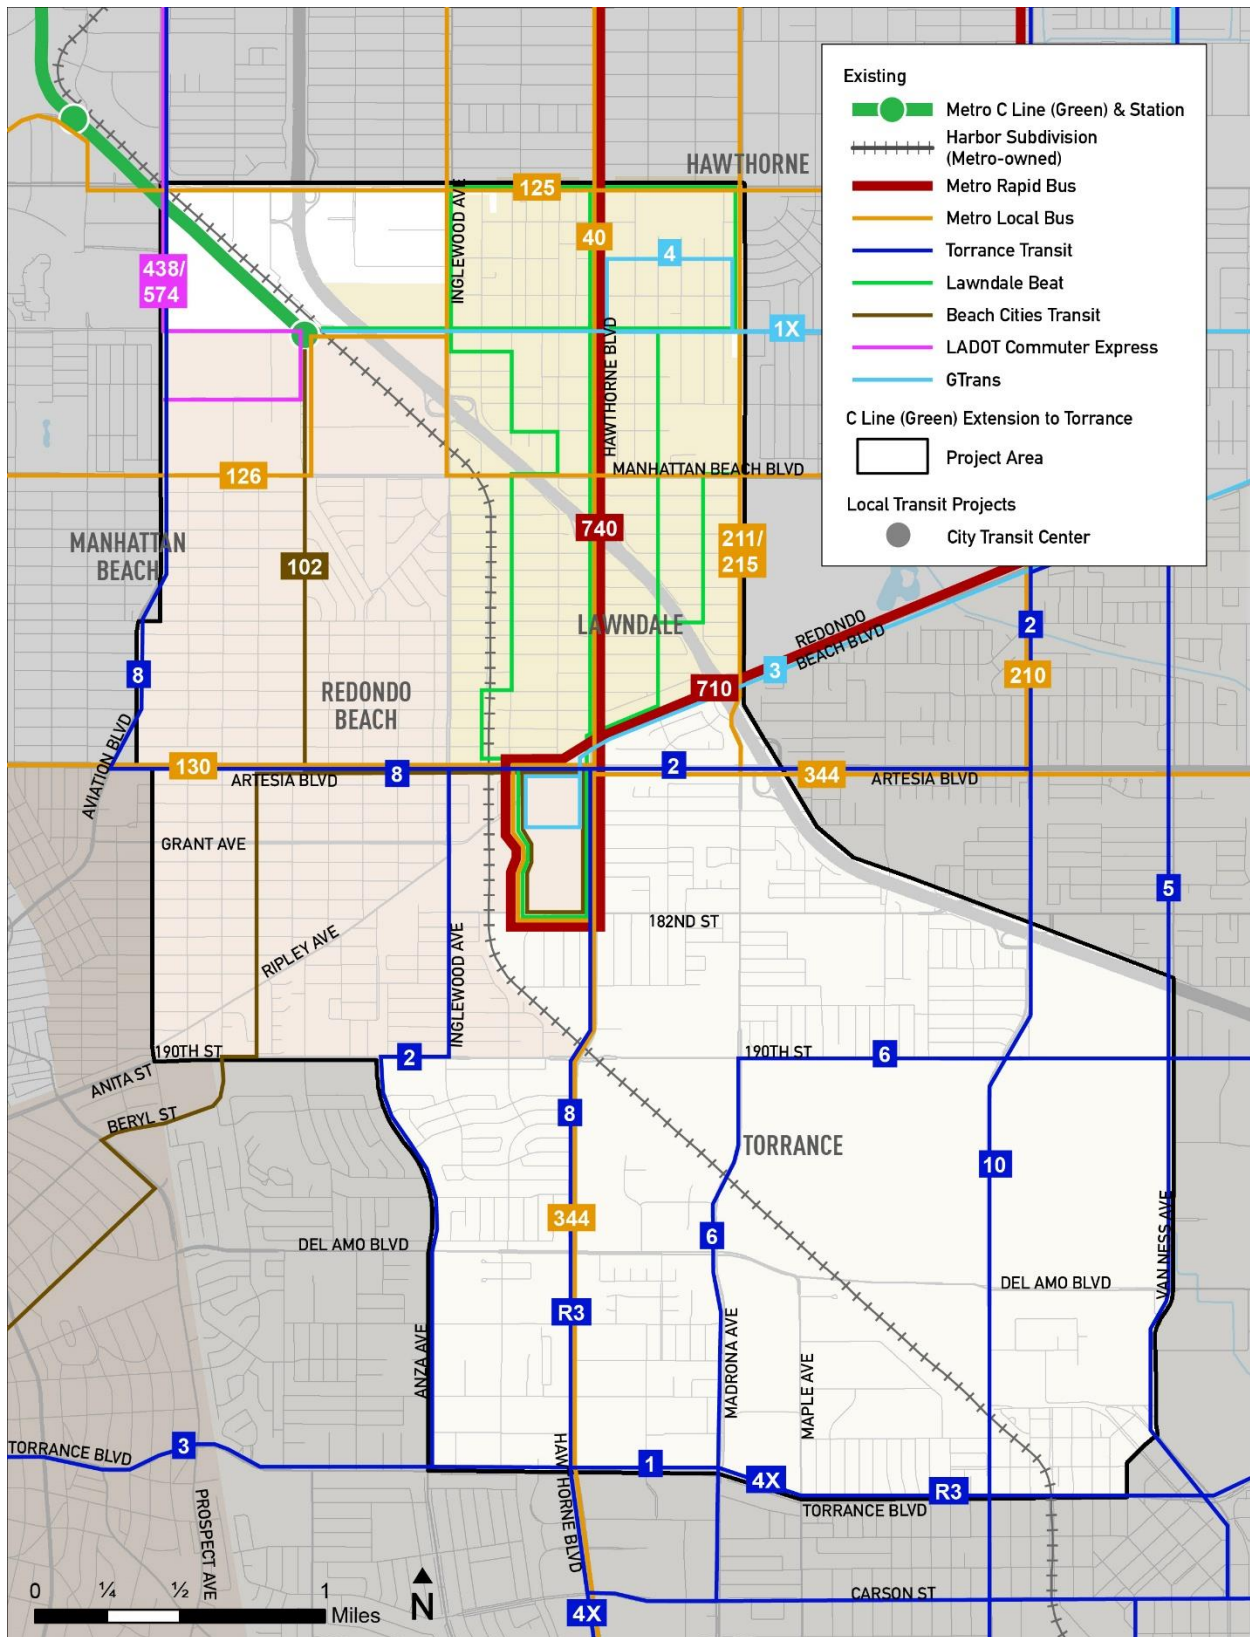 Existing
Metro C Line (Green) & Station
Harbor Subdivision
(Metro-owned)
Metro Rapid Bus
Metro Local Bus
Torrance Transit
Lawndale Beat
Beach Cities Transit
LADOT Commuter Express
GTrans
C Line (Green) Extension to Torrance
Project Area
Local Transit Projects
City Transit Center
HAWTHORNE
125
INGLEWOOD AVE
40
4
438/
574
1X
HAWTHORNE BLVD
126
MANHATTAN BEACH BLVD
740
211/
215
MANHATTAN
BEACH
102
LAWNDALE
REDONDO
BEACH BLVD
2
8
3
210
710
REDONDO
BEACH
AVIATION BLVD
130
8
2
344
ARTESIA BLVD
ARTESIA BLVD
GRANT AVE
5
182ND ST
RIPLEY AVE
INGLEWOOD AVE
190TH ST
2
190TH ST
6
ANITA ST
BERYL ST
8
TORRANCE
10
344
6
VAN NESS AVE
DEL AMO BLVD
DEL AMO BLVD
R3
ANZA AVE
MADRONA AVE
MAPLE AVE
TORRANCE BLVD
3
1
4X
R3
TORRANCE BLVD
HAWTHORNE BLVD
PROSPECT AVE
CARSON ST
4X
0
¼
½
1
Miles
N